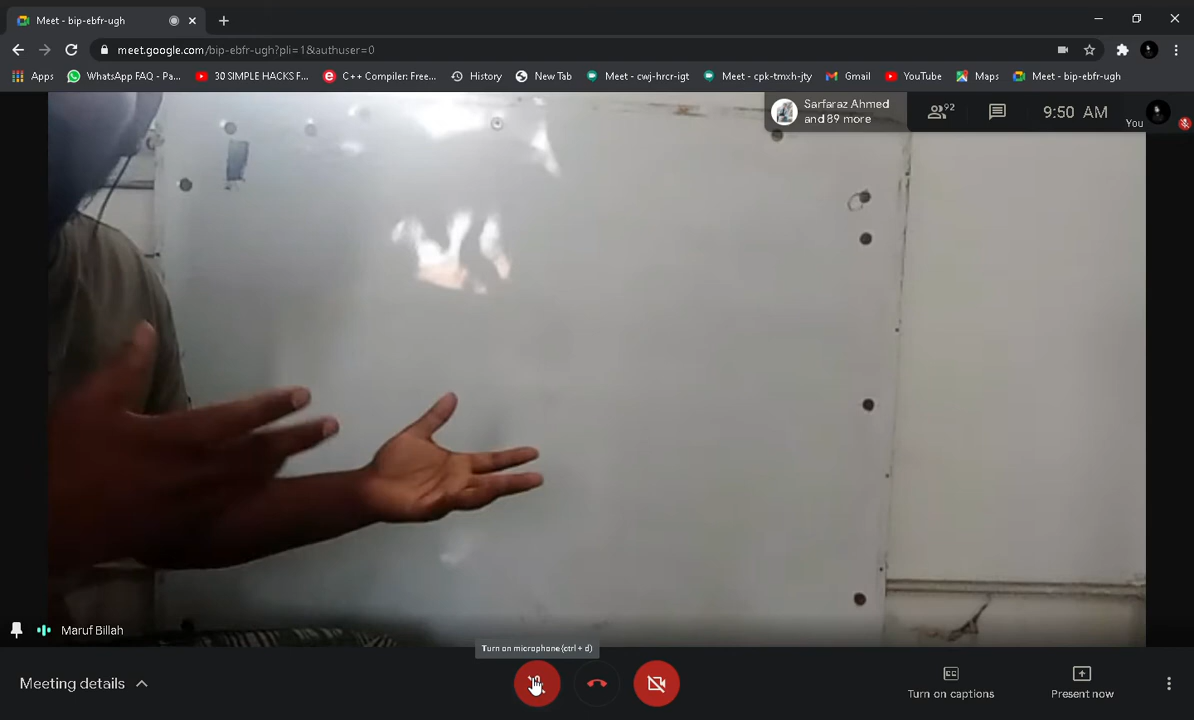 Meet - bip-ebfr-ugh
meet.google.com/bip-ebfr-ugh?pli=1&authuser=0
Apps WhatsApp FAQ - Pa... 30 SIMPLE HACKS F... C++ Compiler: Free... History New Tab Meet - cwj-hrcr-igt Meet - cpk-tmxh-jty Gmail YouTube Maps Meet - bip-ebfr-ugh
Sarfaraz Ahmed
and 89 more
92
9:50 AM
You
Maruf Billah
Turn on microphone (ctrl + d)
Meeting details
Turn on captions
Present now